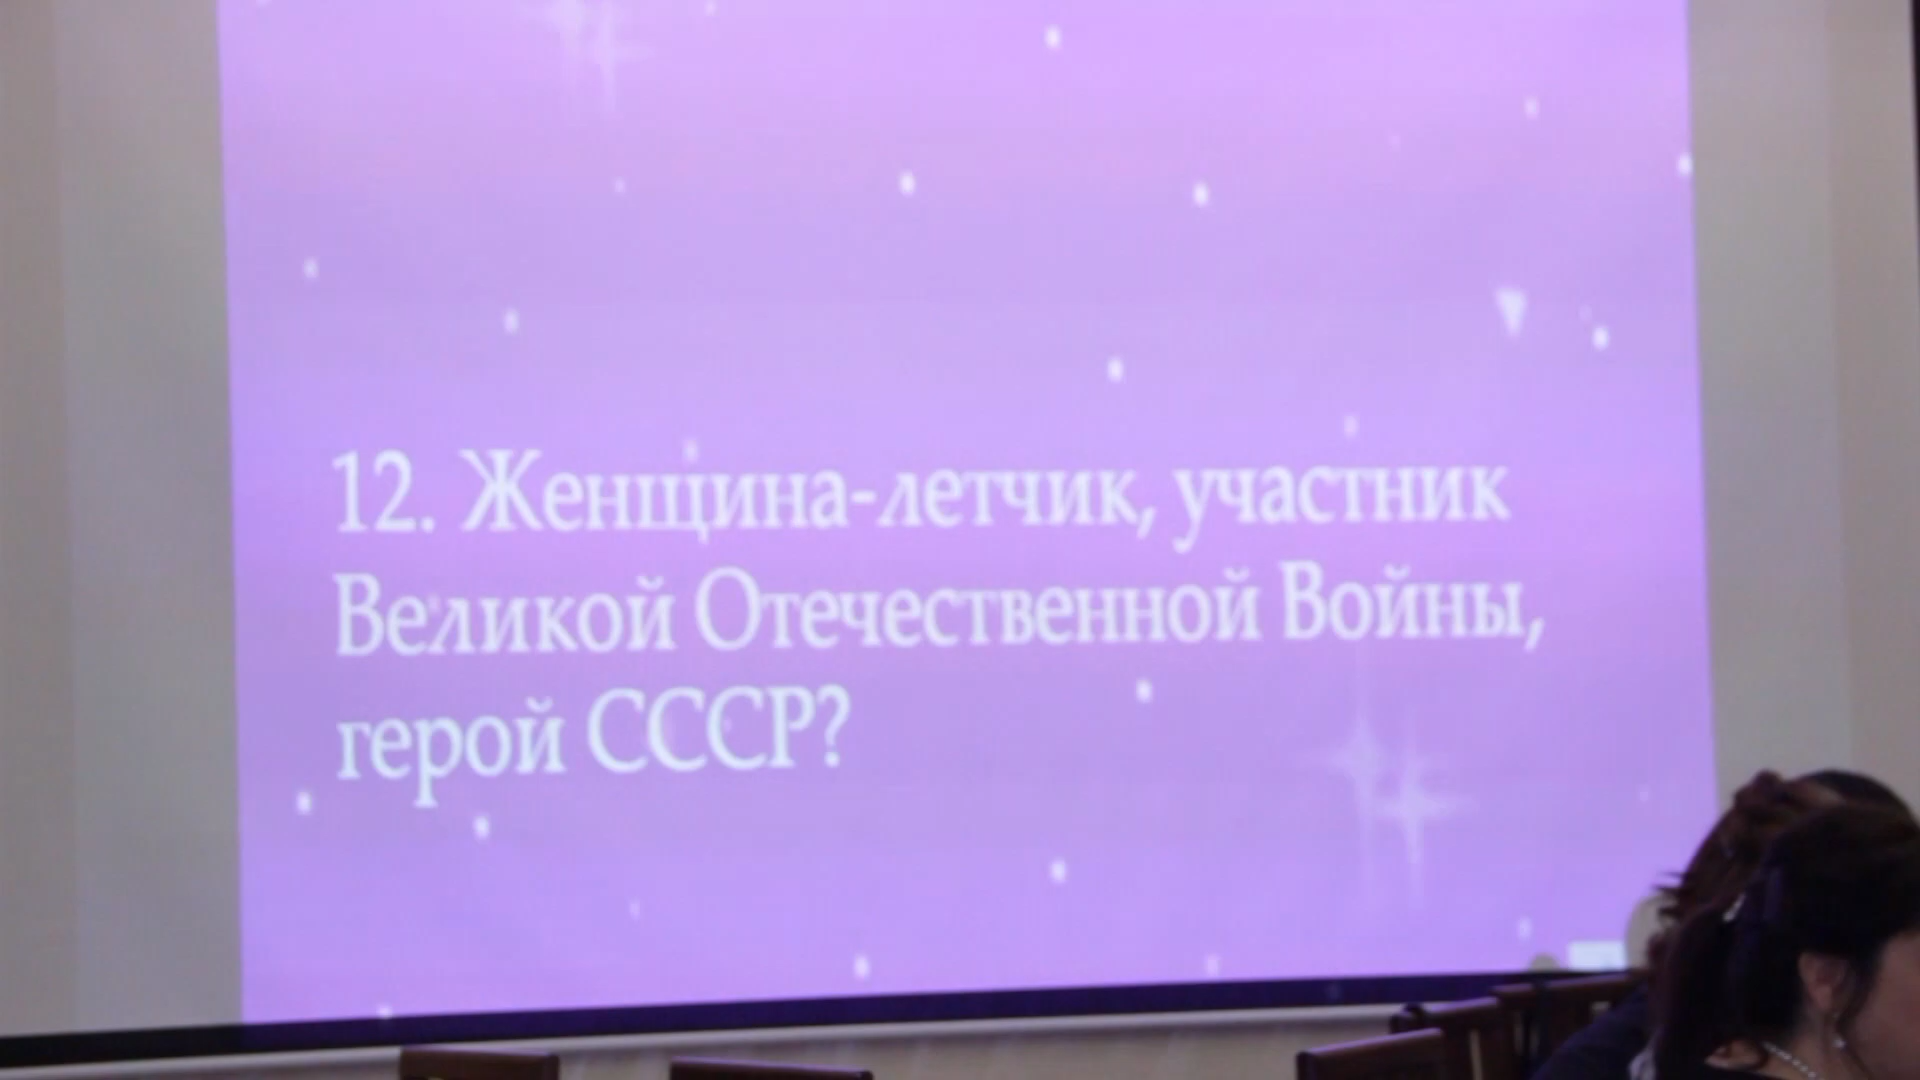 12. Женщина-летчик, участник
Великой Отечественной Войны,
герой СССР?